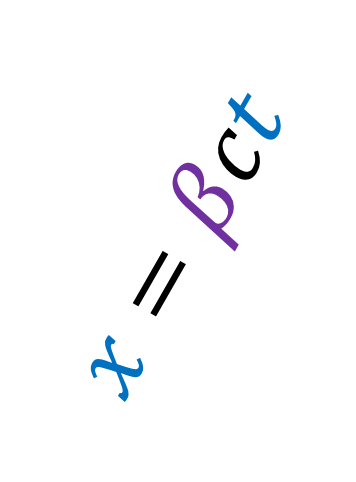 x = βct